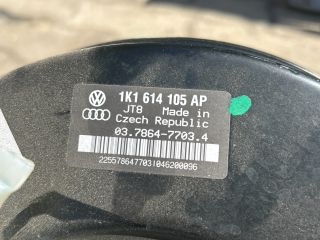 1K1 614 105 AP
JT8 Made in
Czech Republic
03.7864-7703.4
2255786477031046200096